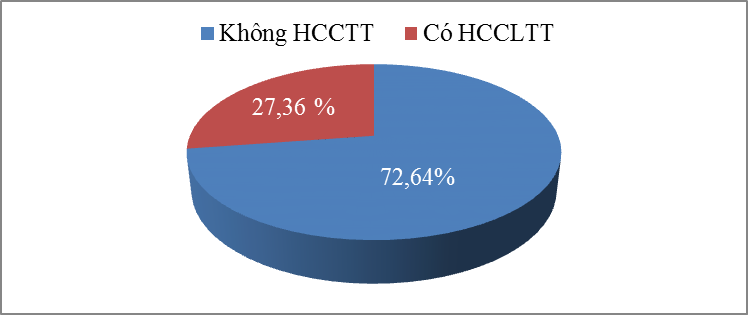 Không HCCTT Có HCCLTT
27,36 %
72,64%